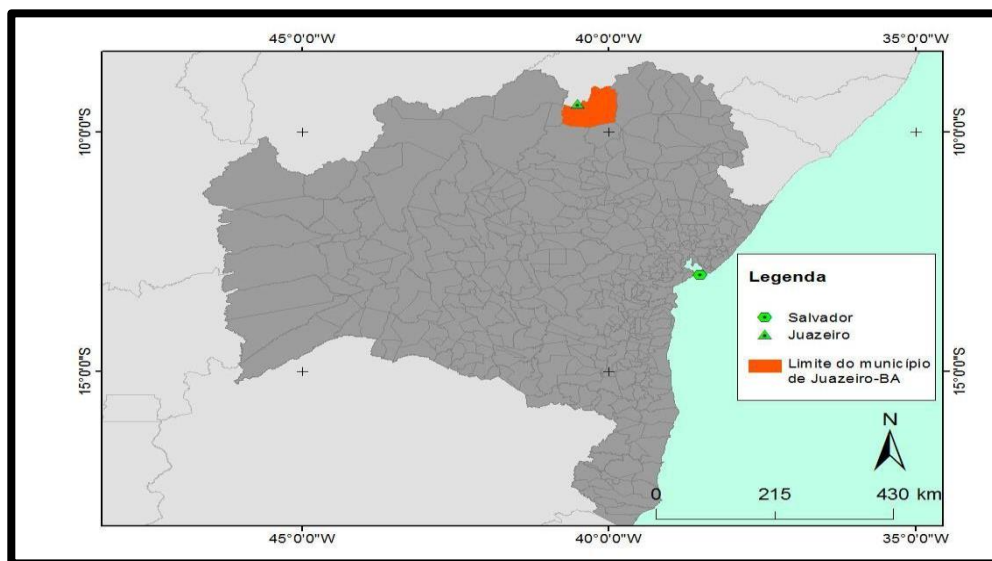 45°0'0"W 40°0'0"W 35°0'0"W
10°0'0"S 10°0'0"S
15°0'0"S 15°0'0"S
Legenda
Salvador
Juazeiro
Limite do município
de Juazeiro-BA
N
0 215 430 km
45°0'0"W 40°0'0"W 35°0'0"W